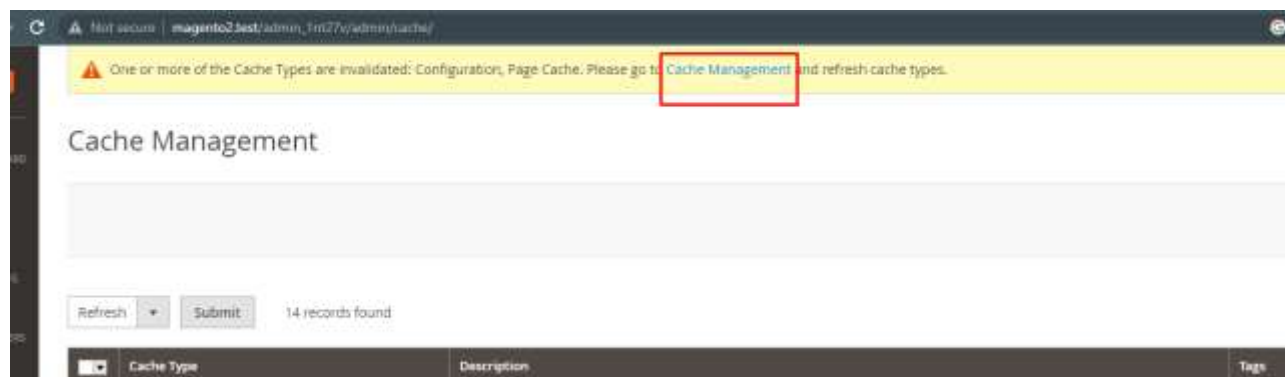 Not secure | magento2.test/admin_1nt27v/admin/cache/
One or more of the Cache Types are invalidated: Configuration, Page Cache. Please go to Cache Management and refresh cache types.
Cache Management
Refresh Submit 14 records found
Cache Type Description Tags